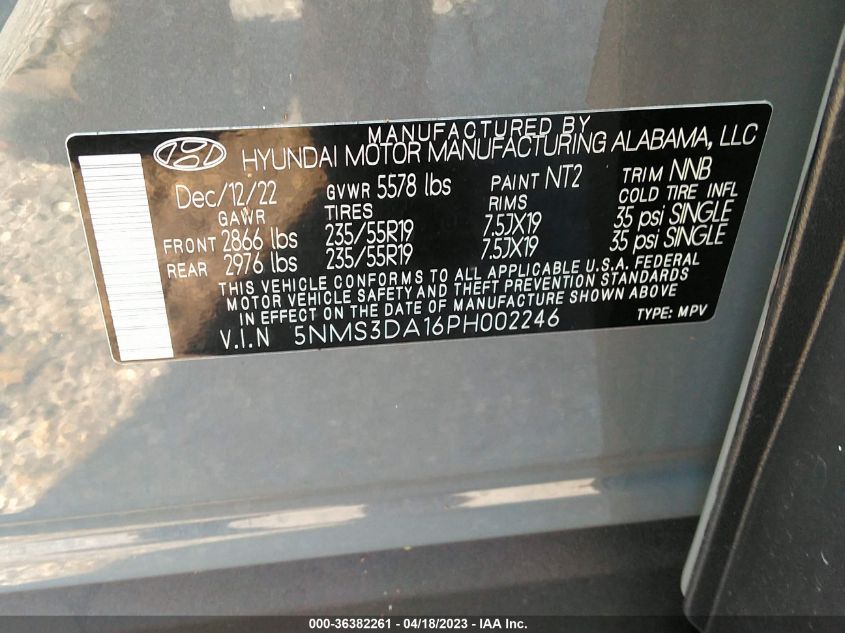 MANUFACTURED BY
HYUNDAI MOTOR MANUFACTURING ALABAMA, LLC
Dec/12/22 GVWR 5578 lbs PAINT NT2 TRIM NNB
GAWR TIRES RIMS COLD TIRE INFL
FRONT 2866 lbs 235/55R19 7.5JX19 35 psi SINGLE
REAR 2976 lbs 235/55R19 7.5JX19 35 psi SINGLE
THIS VEHICLE CONFORMS TO ALL APPLICABLE U.S.A. FEDERAL
MOTOR VEHICLE SAFETY AND THEFT PREVENTION STANDARDS
IN EFFECT ON THE DATE OF MANUFACTURE SHOWN ABOVE
V.I.N 5NMS3DA16PH002246 TYPE: MPV
000-36382261 - 04/18/2023 - IAA Inc.